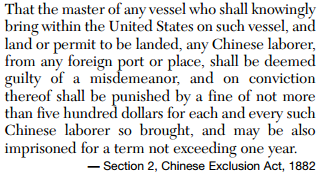 That the master of any vessel who shall knowingly
bring within the United States on such vessel, and
land or permit to be landed, any Chinese laborer,
from any foreign port or place, shall be deemed
guilty of a misdemeanor, and on conviction
thereof shall be punished by a fine of not more
than five hundred dollars for each and every such
Chinese laborer so brought, and may be also
imprisoned for a term not exceeding one year.
— Section 2, Chinese Exclusion Act, 1882